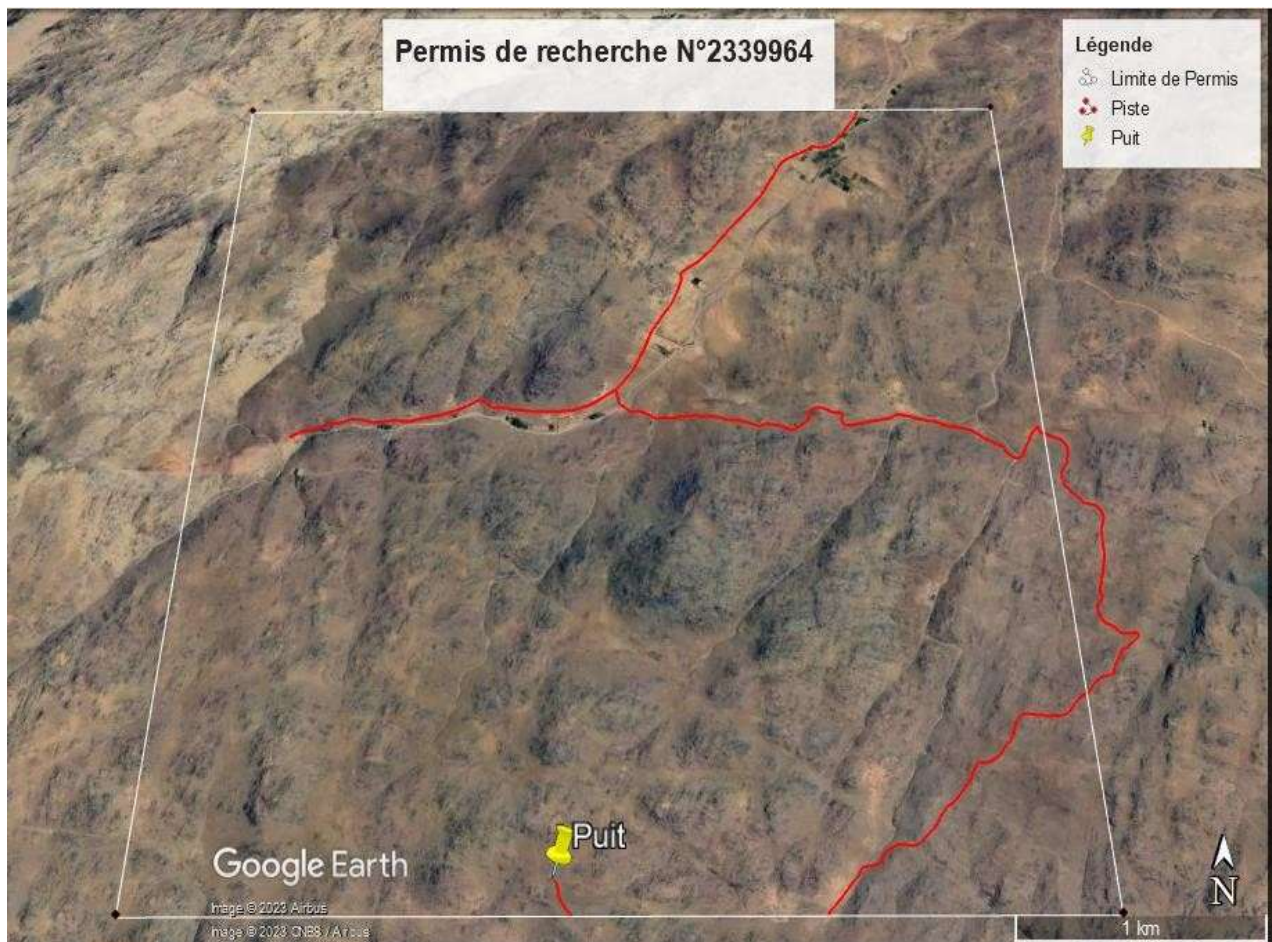 Permis de recherche N°2339964
Légende
Limite de Permis
Piste
Puit
Puit
Google Earth
Image © 2023 Airbus
Image © 2023 CNES / Airbus
N
1 km